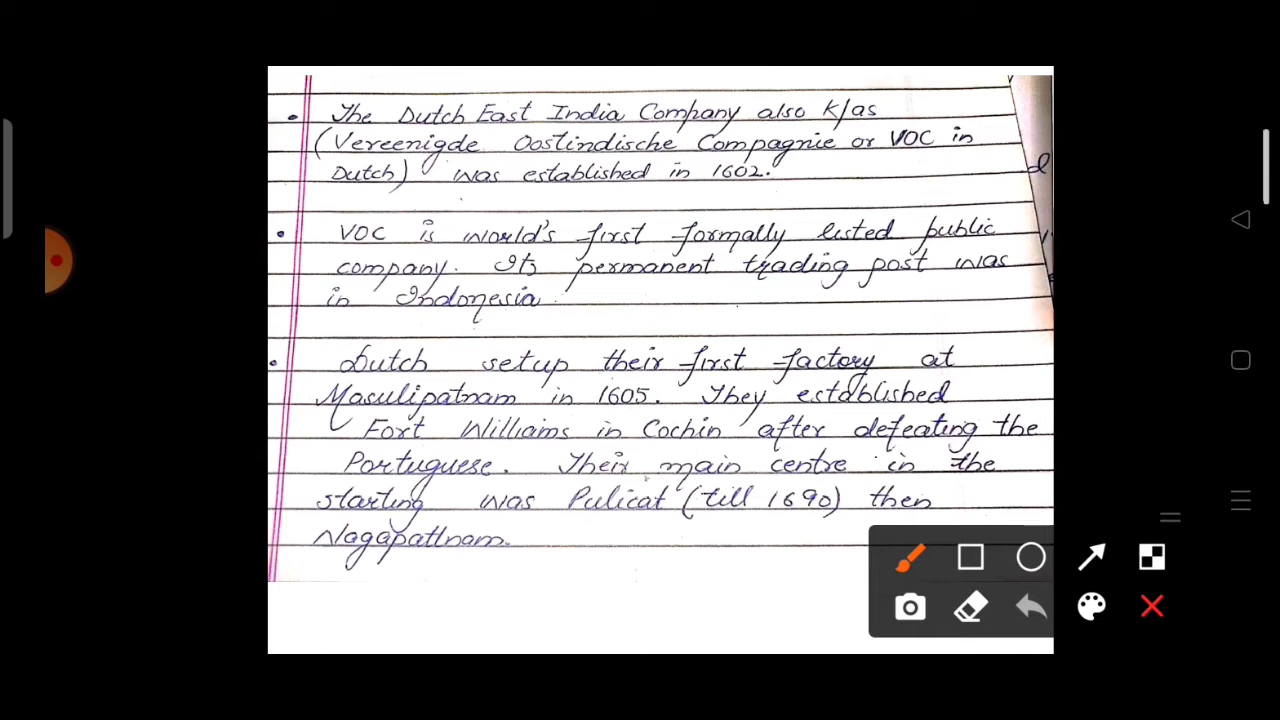 • The Dutch East India Company also K/as
(Vereenigde Oostindische Compagnie or VOC in
Dutch) was established in 1602.
• VOC is world's first formally listed public
company. Its permanent trading post was
in Indonesia
• Dutch setup their first factory at
Masulipatnam in 1605. They established
Fort Williams in Cochin after defeating the
Portuguese. Their main centre in the
starting was Pulicat (till 1690) then
Nagapattnam.